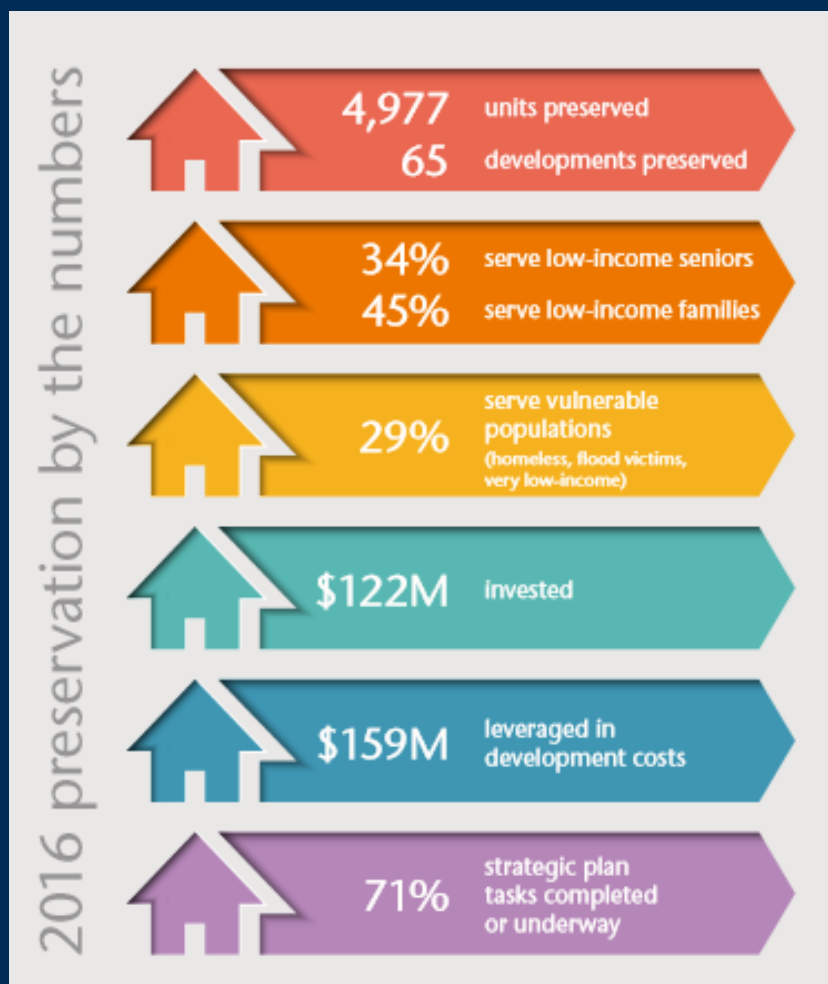 2016 preservation by the numbers
4,977 units preserved
65 developments preserved
34% serve low-income seniors
45% serve low-income families
29% serve vulnerable
populations
(homeless, flood victims,
very low-income)
$122M invested
$159M leveraged in
development costs
71% strategic plan
tasks completed
or underway